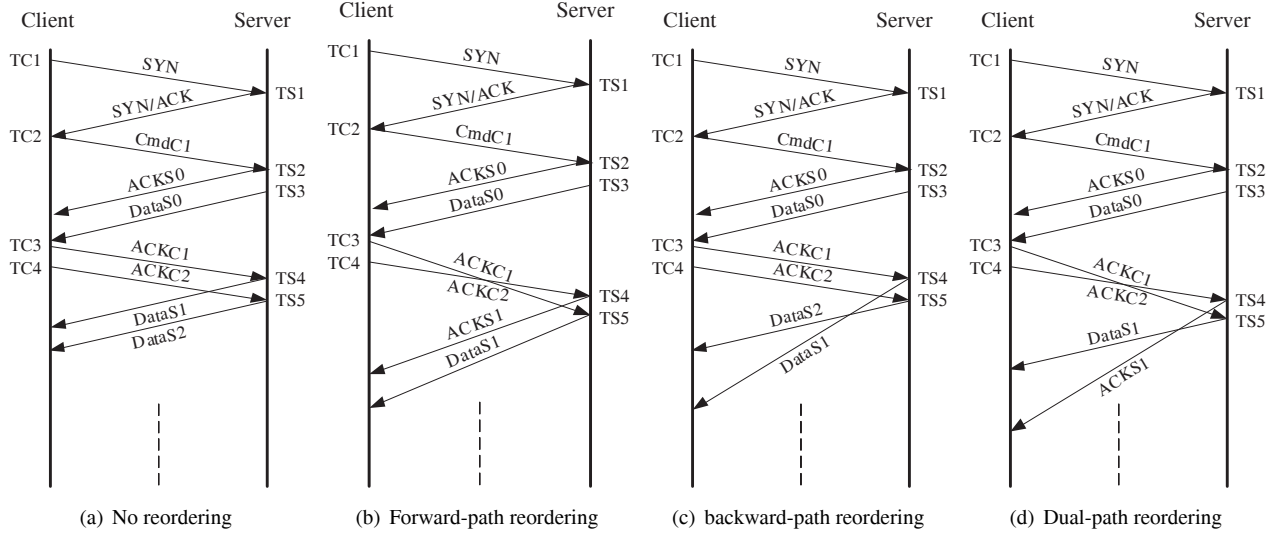 Client Server
TC1
SYN
TS1
SYN/ACK
TC2
CmdC1
TS2
ACKS0
TS3
DataS0
TC3
ACKC1
TC4
ACKC2
TS4
TS5
DataS1
DataS2
(a) No reordering
Client Server
TC1
SYN
TS1
SYN/ACK
TC2
CmdC1
TS2
ACKS0
TS3
DataS0
TC3
ACKC1
TC4
ACKC2
TS4
TS5
ACKS1
DataS1
(b) Forward-path reordering
Client Server
TC1
SYN
TS1
SYN/ACK
TC2
CmdC1
TS2
ACKS0
TS3
DataS0
TC3
ACKC1
TC4
ACKC2
TS4
TS5
DataS2
DataS1
(c) backward-path reordering
Client Server
TC1
SYN
TS1
SYN/ACK
TC2
CmdC1
TS2
ACKS0
TS3
DataS0
TC3
ACKC1
TC4
ACKC2
TS4
TS5
DataS1
ACKS1
(d) Dual-path reordering